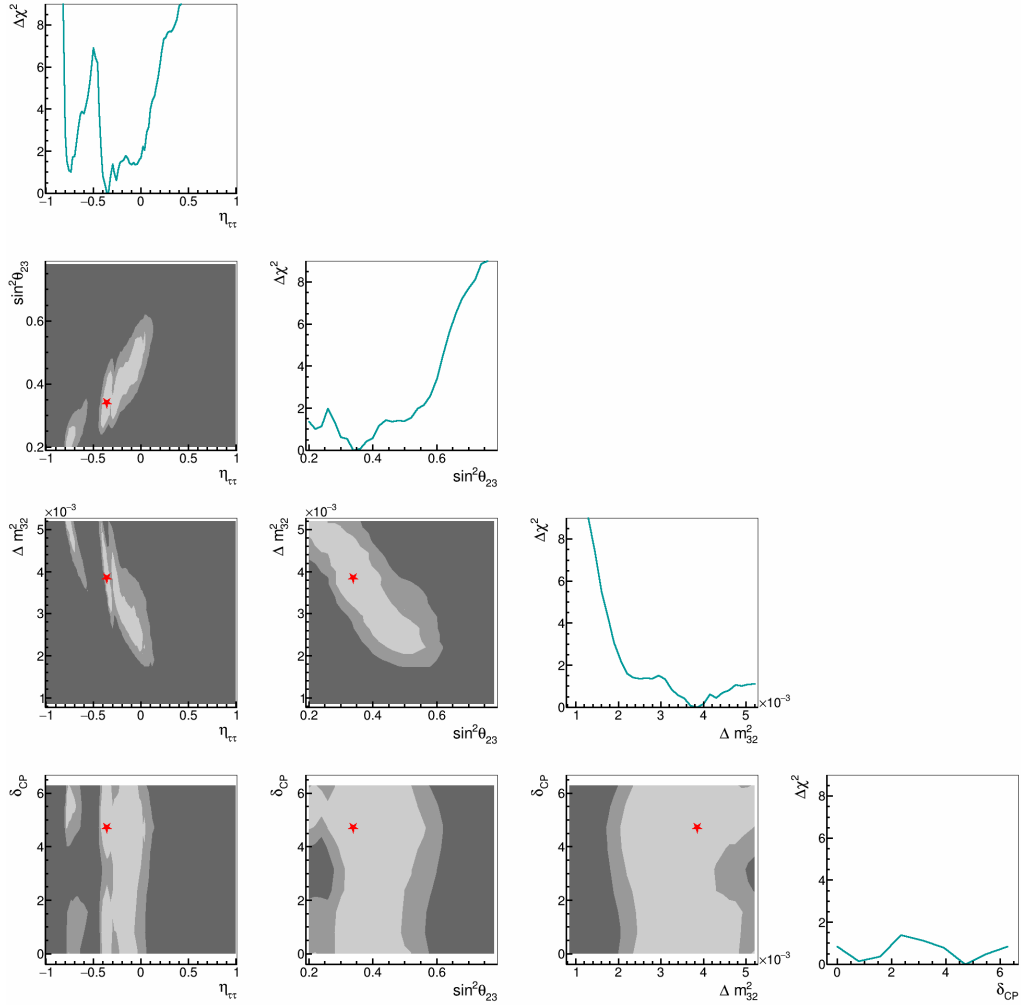 Δχ²
8
6
4
2
0
−1 −0.5 0 0.5 1
η_ττ
sin²θ₂₃ Δχ²
0.6 8
6
0.4 4
2
0.2 0
−1 −0.5 0 0.5 1 0.2 0.4 0.6
η_ττ sin²θ₂₃
×10⁻³ ×10⁻³
Δ m²₃₂ Δ m²₃₂ Δχ²
5 5 8
4 4 6
3 3 4
2 2 2
1 1 0
−1 −0.5 0 0.5 1 0.2 0.4 0.6 1 2 3 4 5 ×10⁻³
η_ττ sin²θ₂₃ Δ m²₃₂
δ_CP δ_CP δ_CP Δχ²
6 6 6 8
4 4 4 6
2 2 2 4
2
0 0 0 0
×10⁻³
−1 −0.5 0 0.5 1 0.2 0.4 0.6 1 2 3 4 5 0 2 4 6
η_ττ sin²θ₂₃ Δ m²₃₂ δ_CP